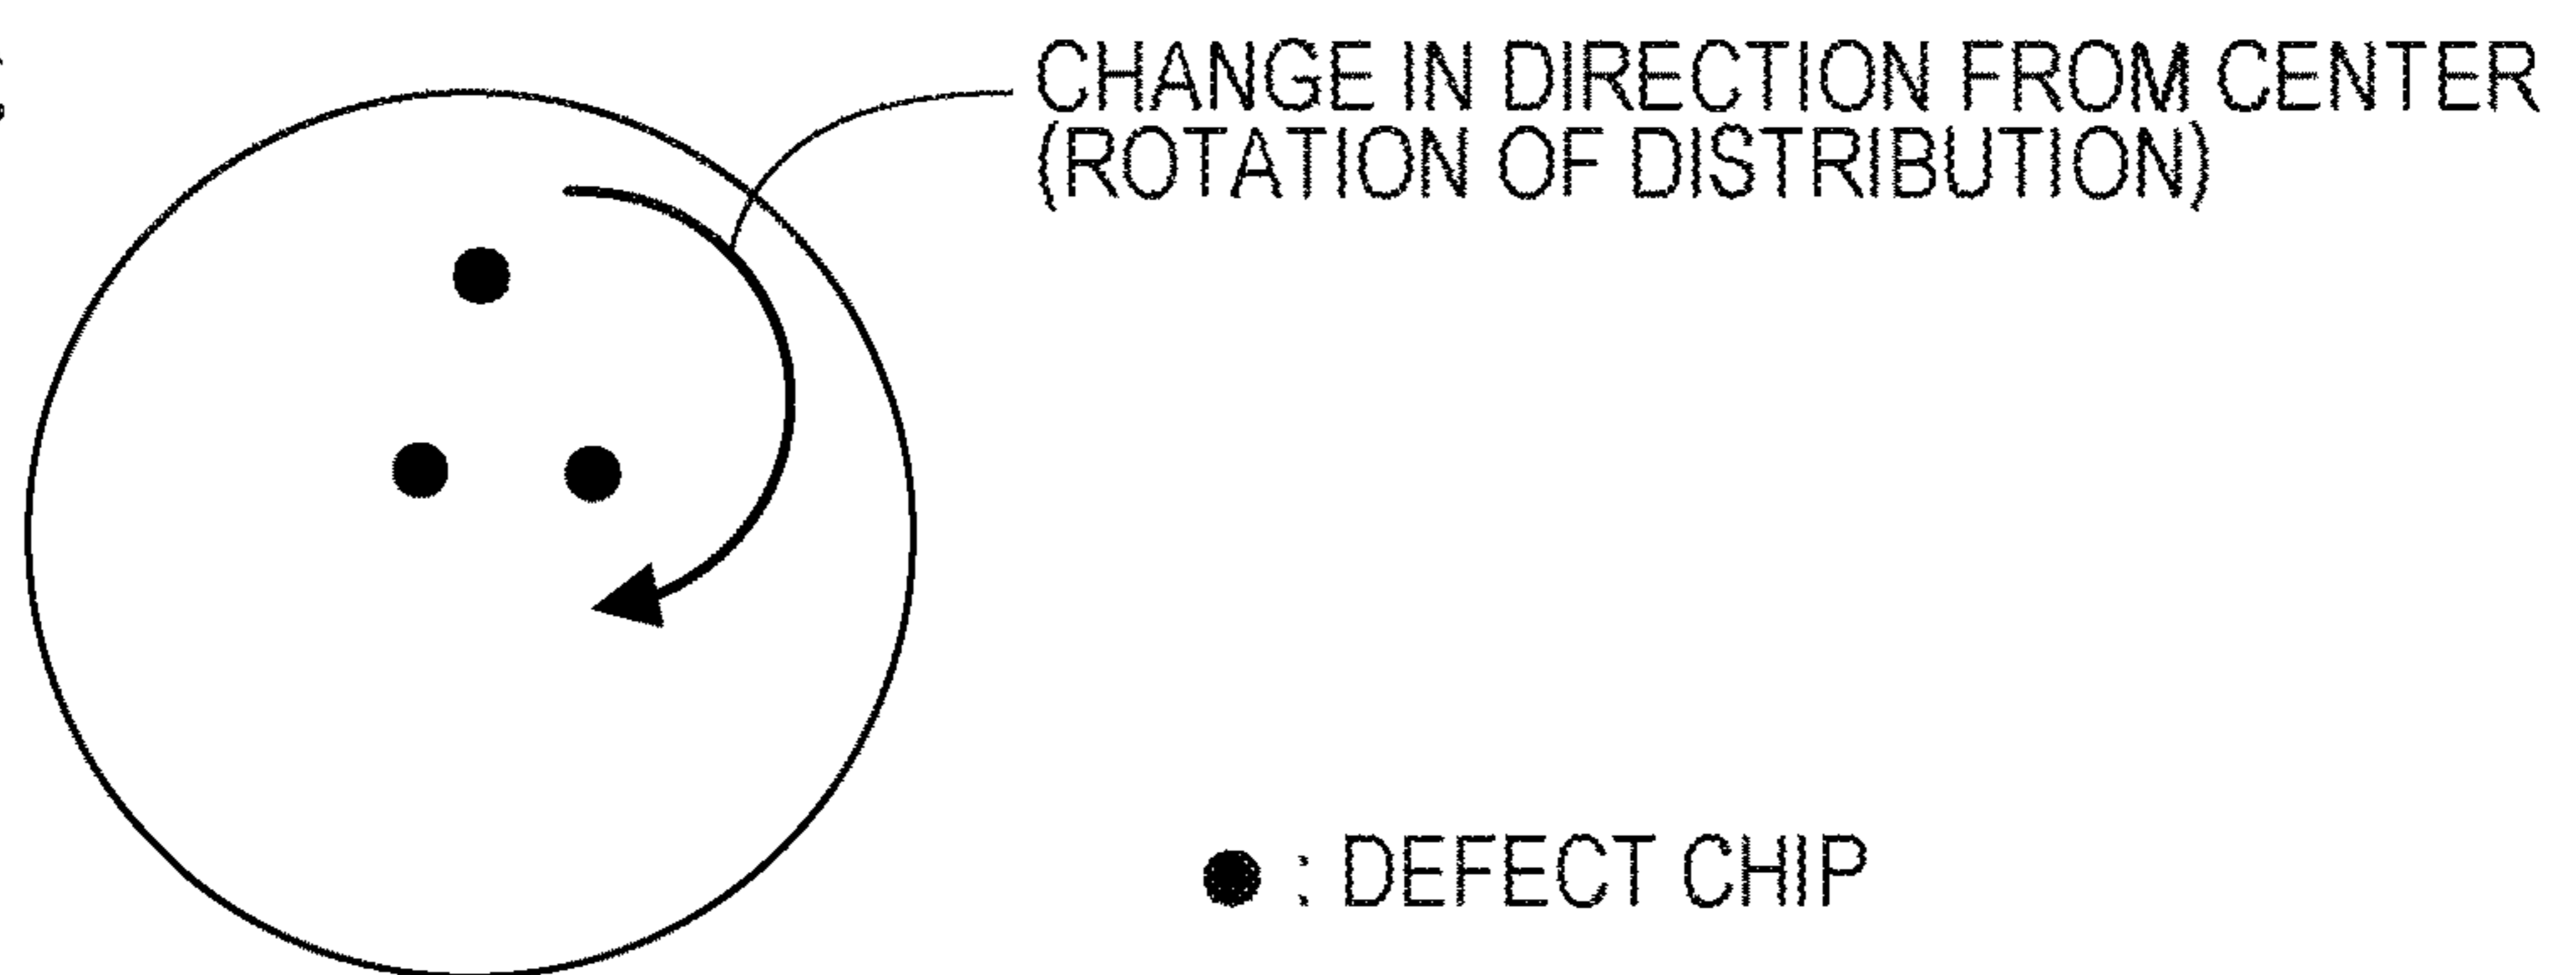 CHANGE IN DIRECTION FROM CENTER
(ROTATION OF DISTRIBUTION)
● : DEFECT CHIP